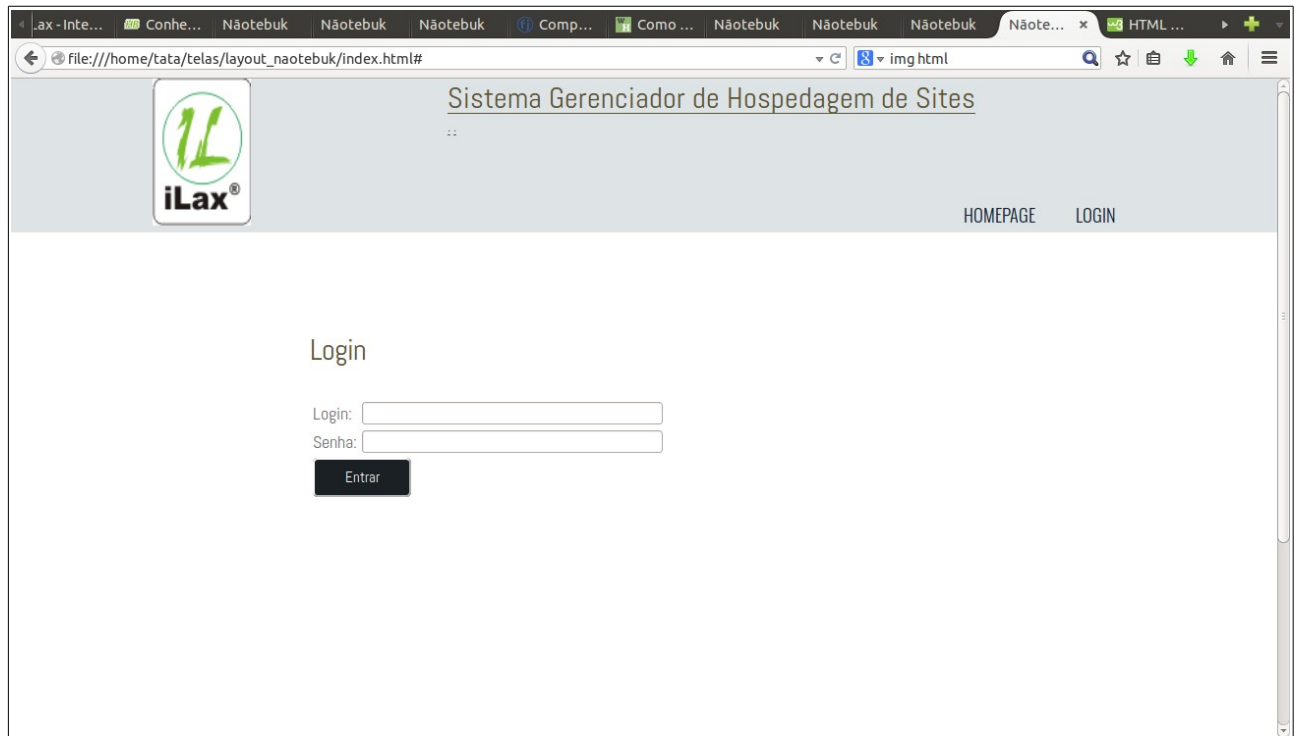 .ax - Inte... Conhe... Nãotebuk Nãotebuk Nãotebuk Comp... Como ... Nãotebuk Nãotebuk Nãotebuk Nãote... HTML ...
file:///home/tata/telas/layout_naotebuk/index.html# img html
Sistema Gerenciador de Hospedagem de Sites
iLax®
HOMEPAGE LOGIN
Login
Login:
Senha:
Entrar